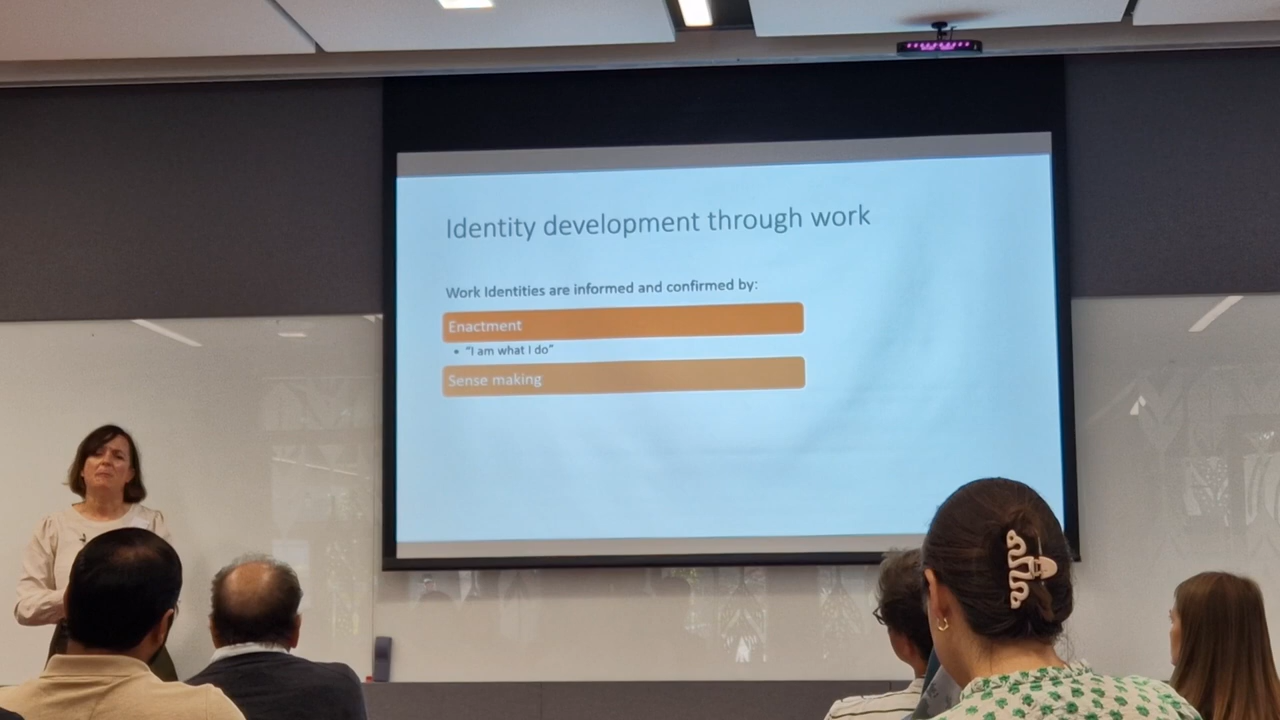 Identity development through work
Work Identities are informed and confirmed by:
Enactment
• "I am what I do"
Sense making